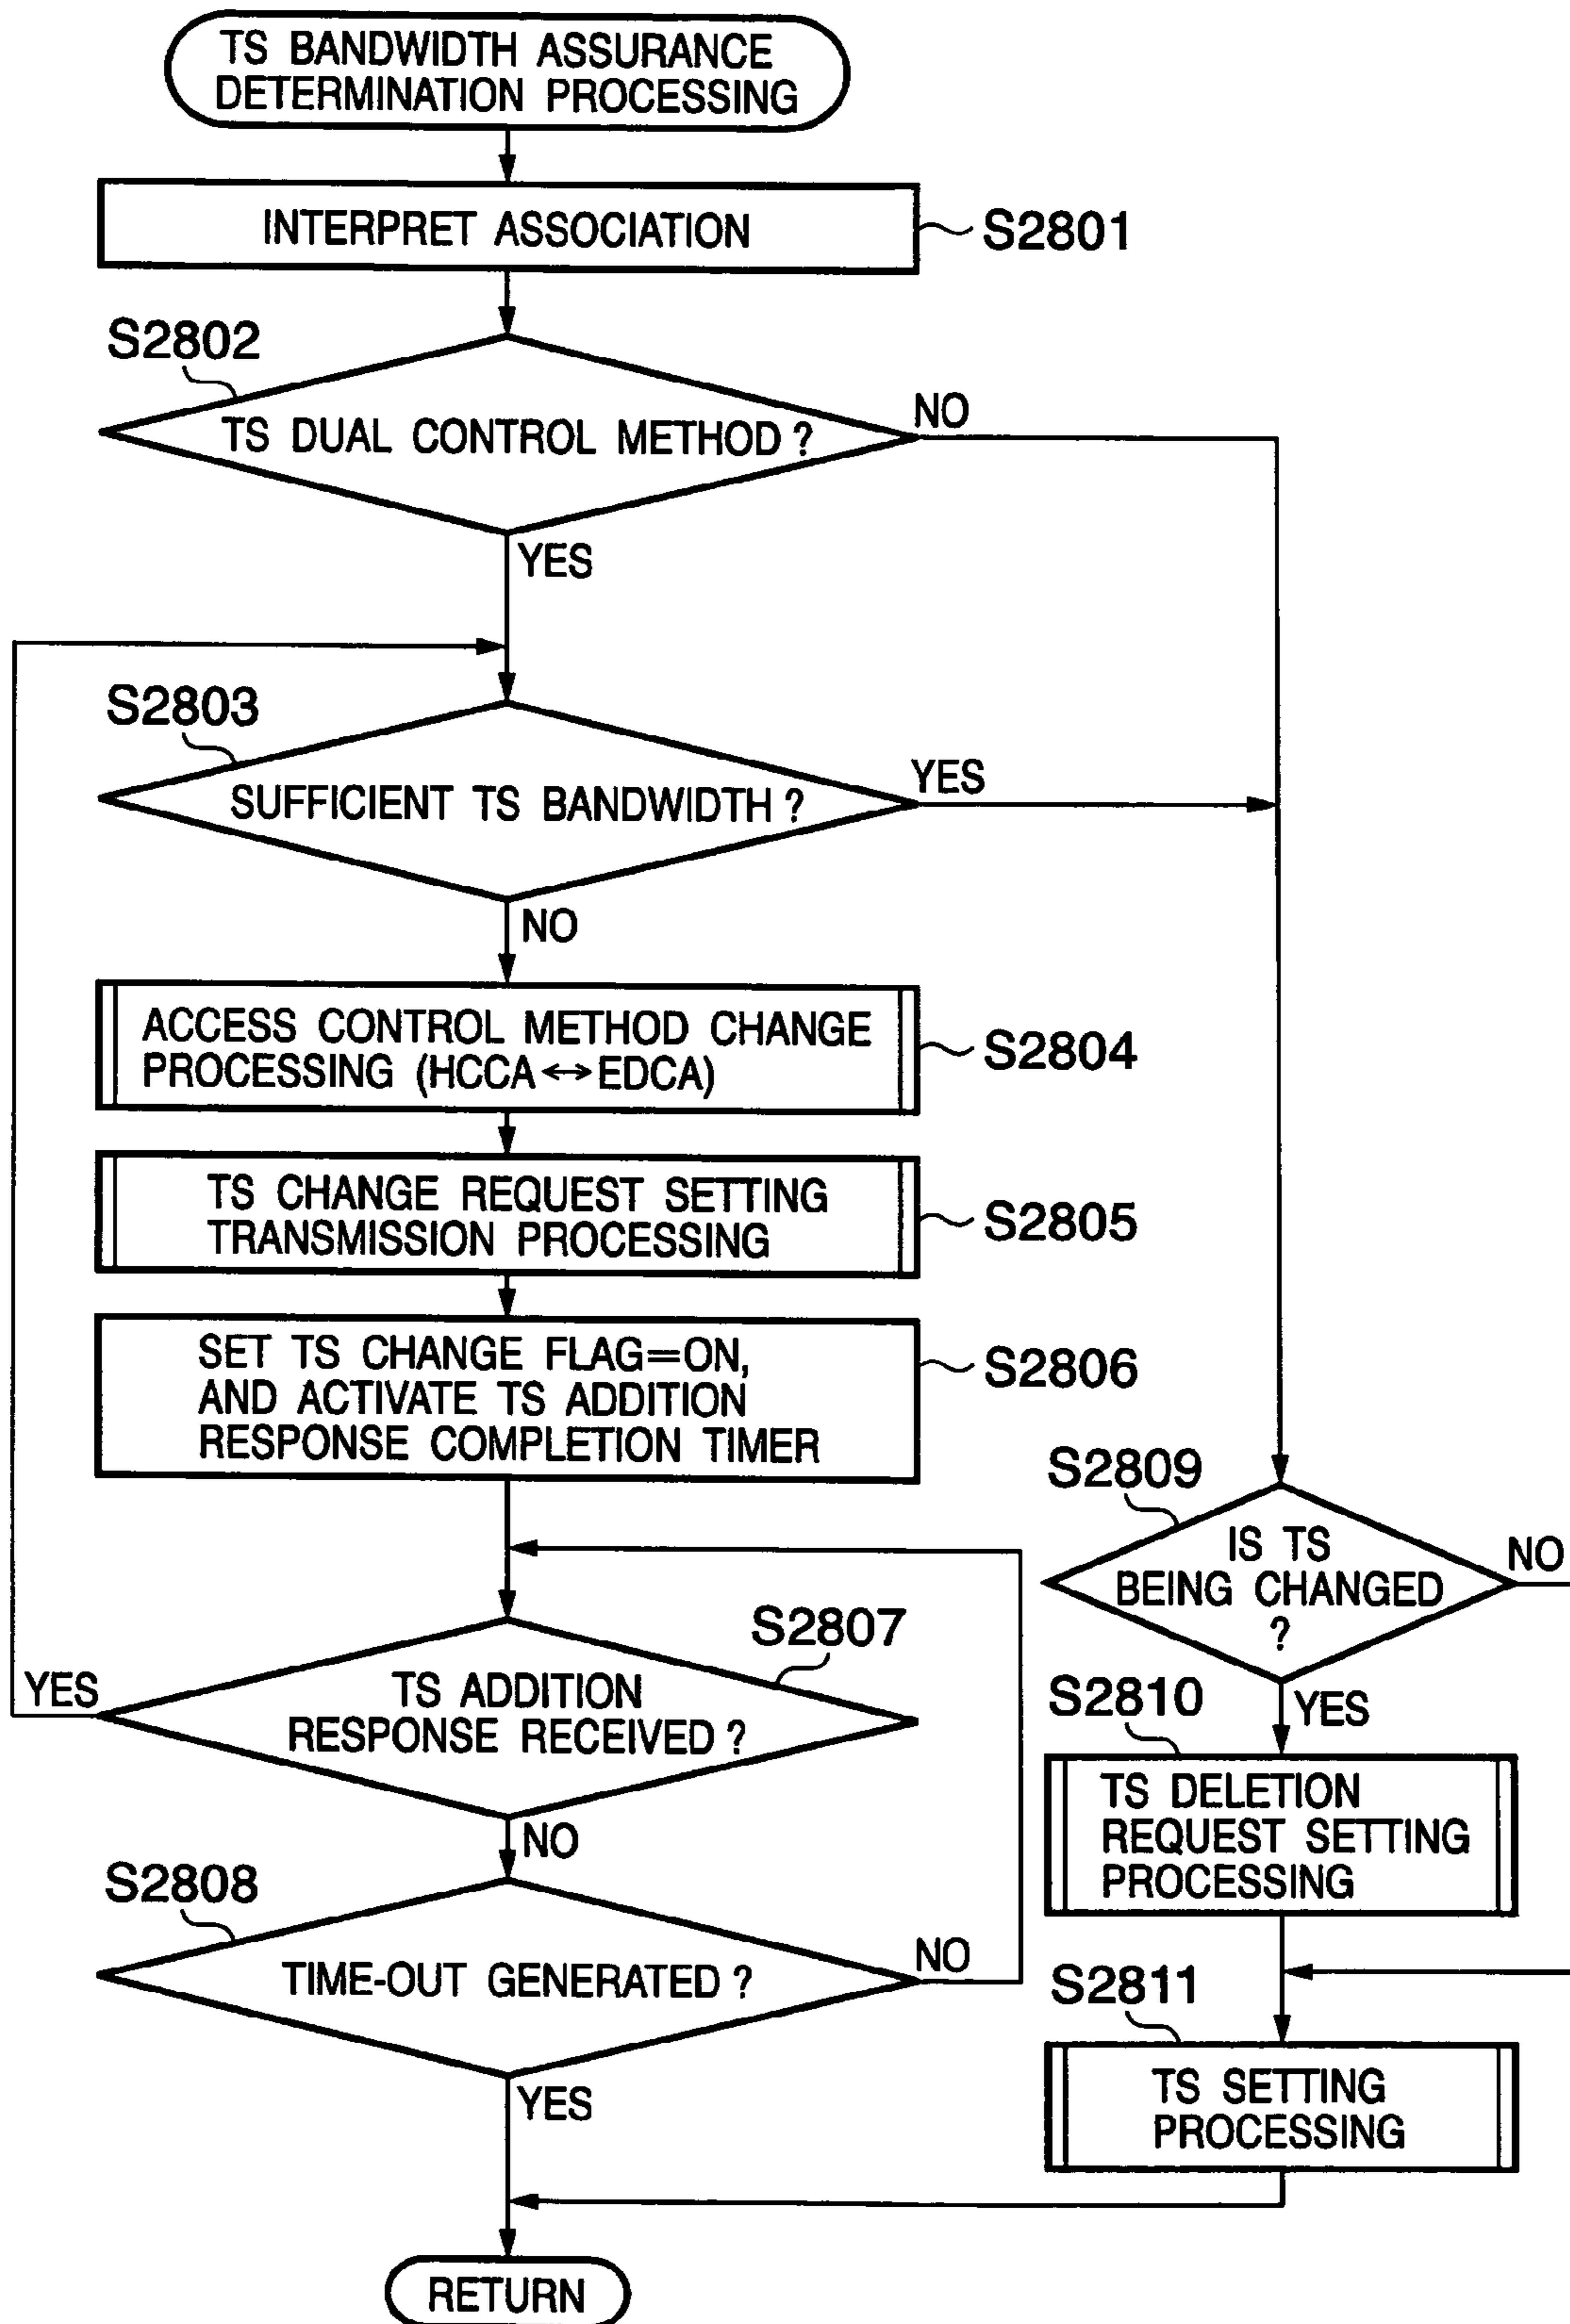 TS BANDWIDTH ASSURANCE
DETERMINATION PROCESSING
INTERPRET ASSOCIATION
S2801
S2802
TS DUAL CONTROL METHOD ?
NO
YES
S2803
SUFFICIENT TS BANDWIDTH ?
YES
NO
ACCESS CONTROL METHOD CHANGE
PROCESSING (HCCA↔EDCA)
S2804
TS CHANGE REQUEST SETTING
TRANSMISSION PROCESSING
S2805
SET TS CHANGE FLAG=ON,
AND ACTIVATE TS ADDITION
RESPONSE COMPLETION TIMER
S2806
S2807
TS ADDITION
RESPONSE RECEIVED ?
YES
NO
S2808
TIME-OUT GENERATED ?
NO
YES
S2809
IS TS
BEING CHANGED
?
NO
YES
S2810
TS DELETION
REQUEST SETTING
PROCESSING
S2811
TS SETTING
PROCESSING
RETURN